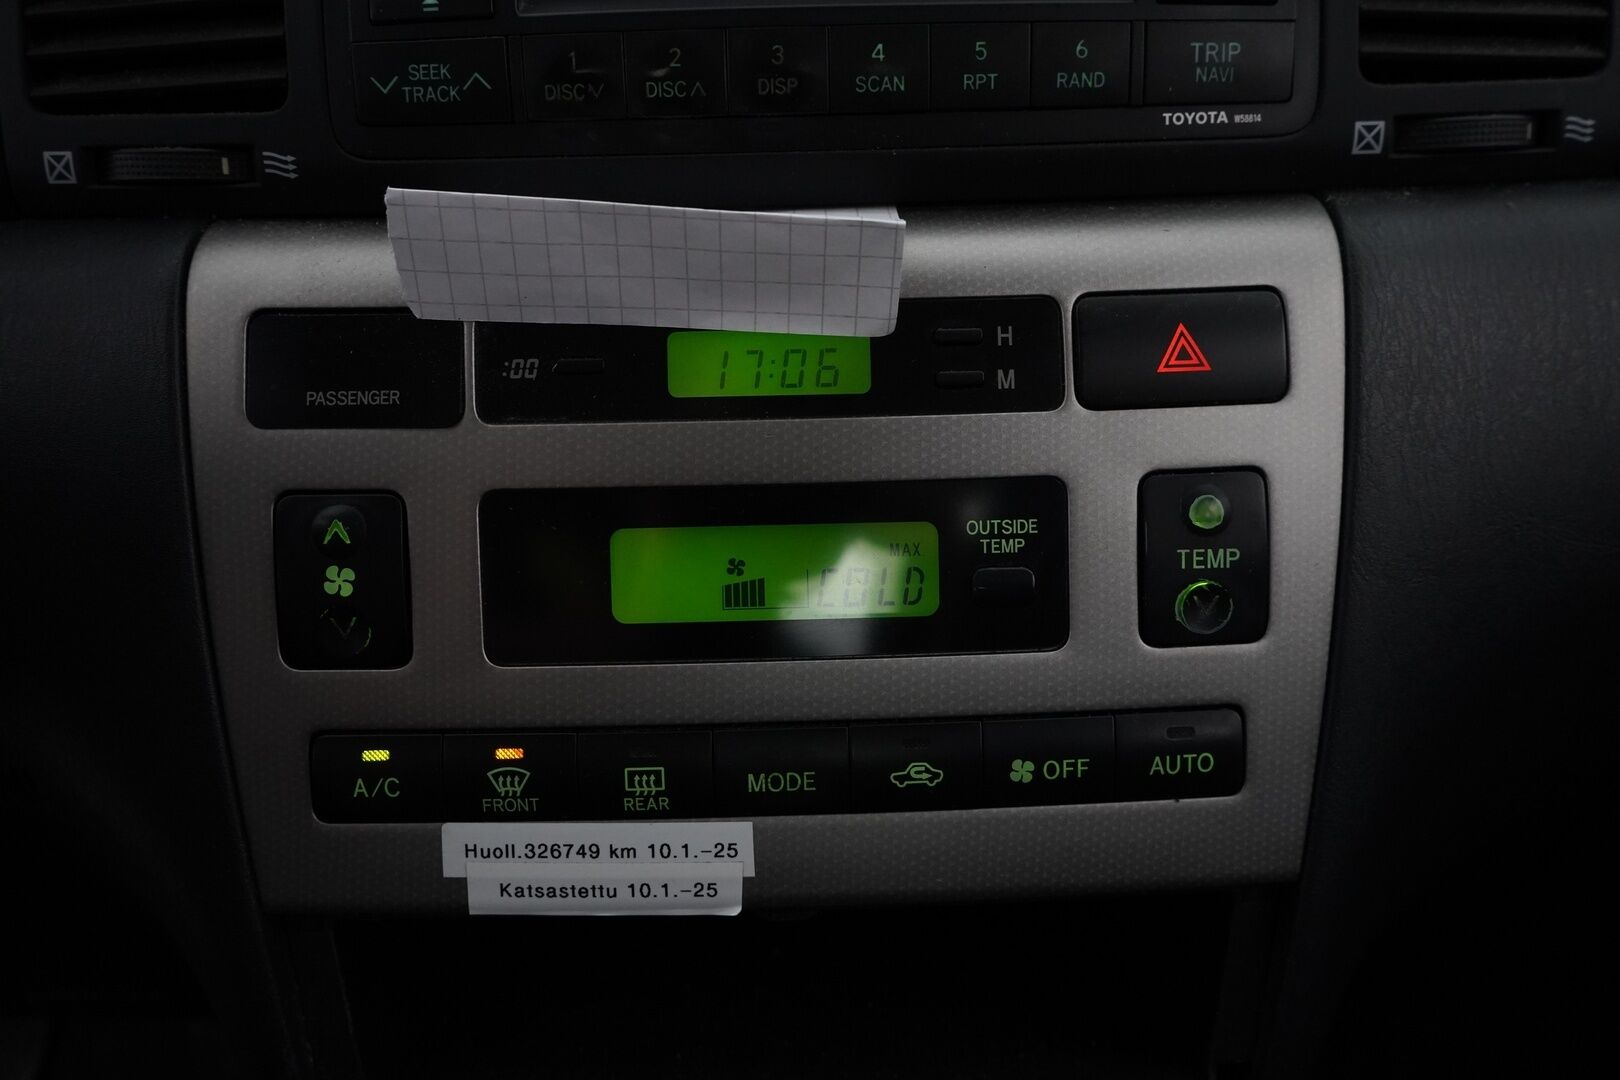 1 2 3 4 5 6
SEEK TRACK DISC DISC DISP SCAN RPT RAND TRIP NAVI
TOYOTA W58814
:00 17:06 H
M
PASSENGER
OUTSIDE
TEMP
MAX
COLD
TEMP
A/C FRONT REAR MODE OFF AUTO
Huoll.326749 km 10.1.-25
Katsastettu 10.1.-25